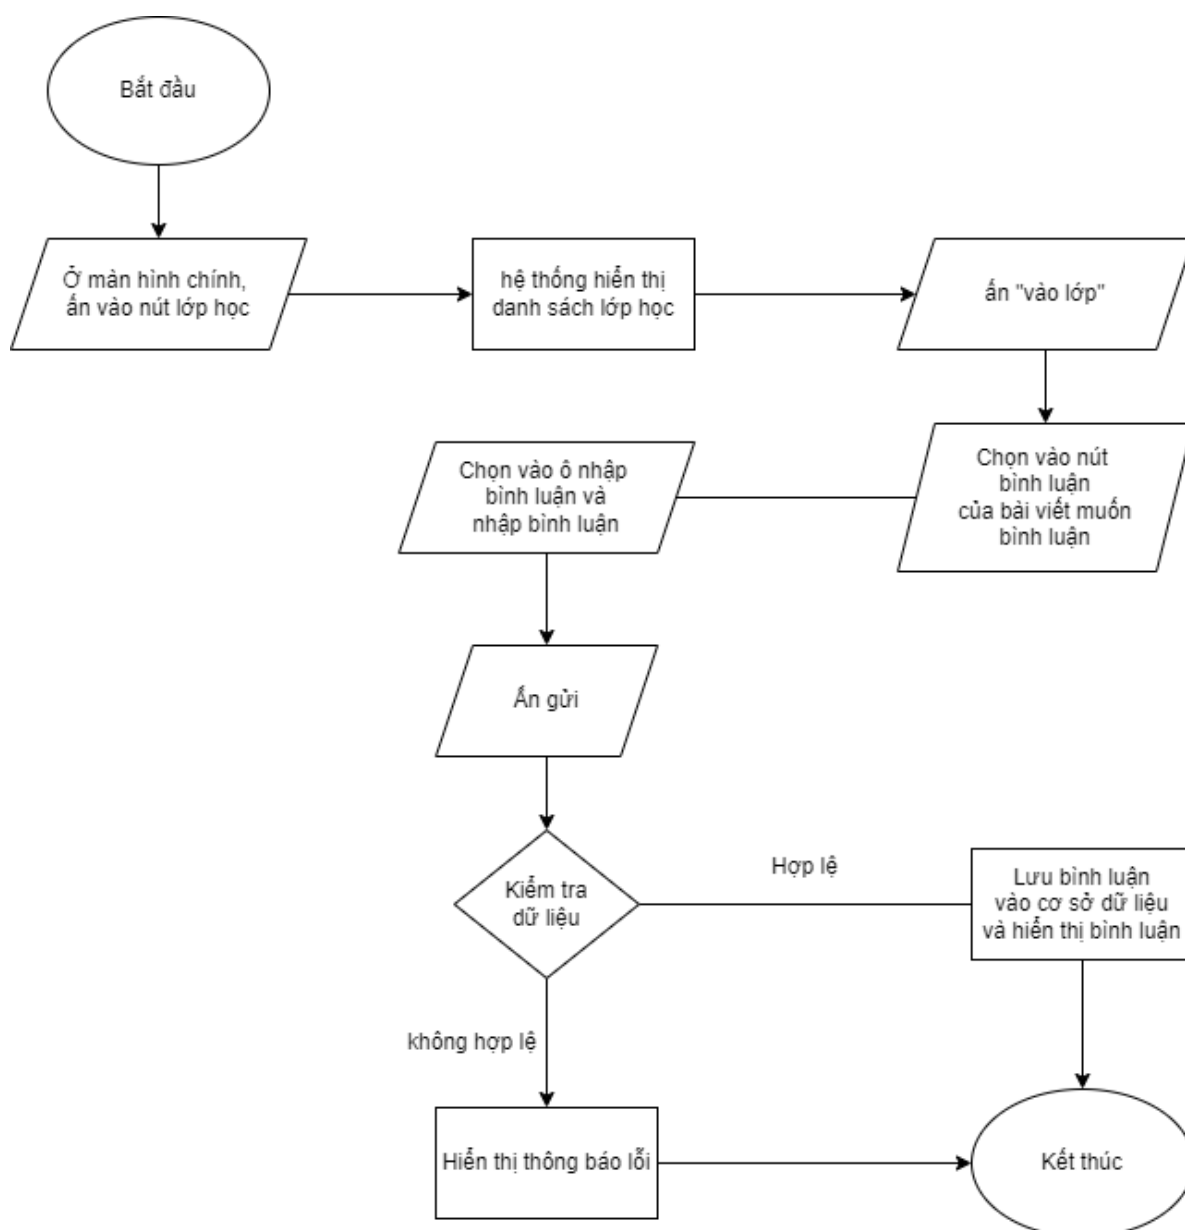 Bắt đầu
Ở màn hình chính,
ấn vào nút lớp học
hệ thống hiển thị
danh sách lớp học
ấn "vào lớp"
Chọn vào nút
bình luận
của bài viết muốn
bình luận
Chọn vào ô nhập
bình luận và
nhập bình luận
Ấn gửi
Kiểm tra
dữ liệu
Hợp lệ
Lưu bình luận
vào cơ sở dữ liệu
và hiển thị bình luận
không hợp lệ
Hiển thị thông báo lỗi
Kết thúc